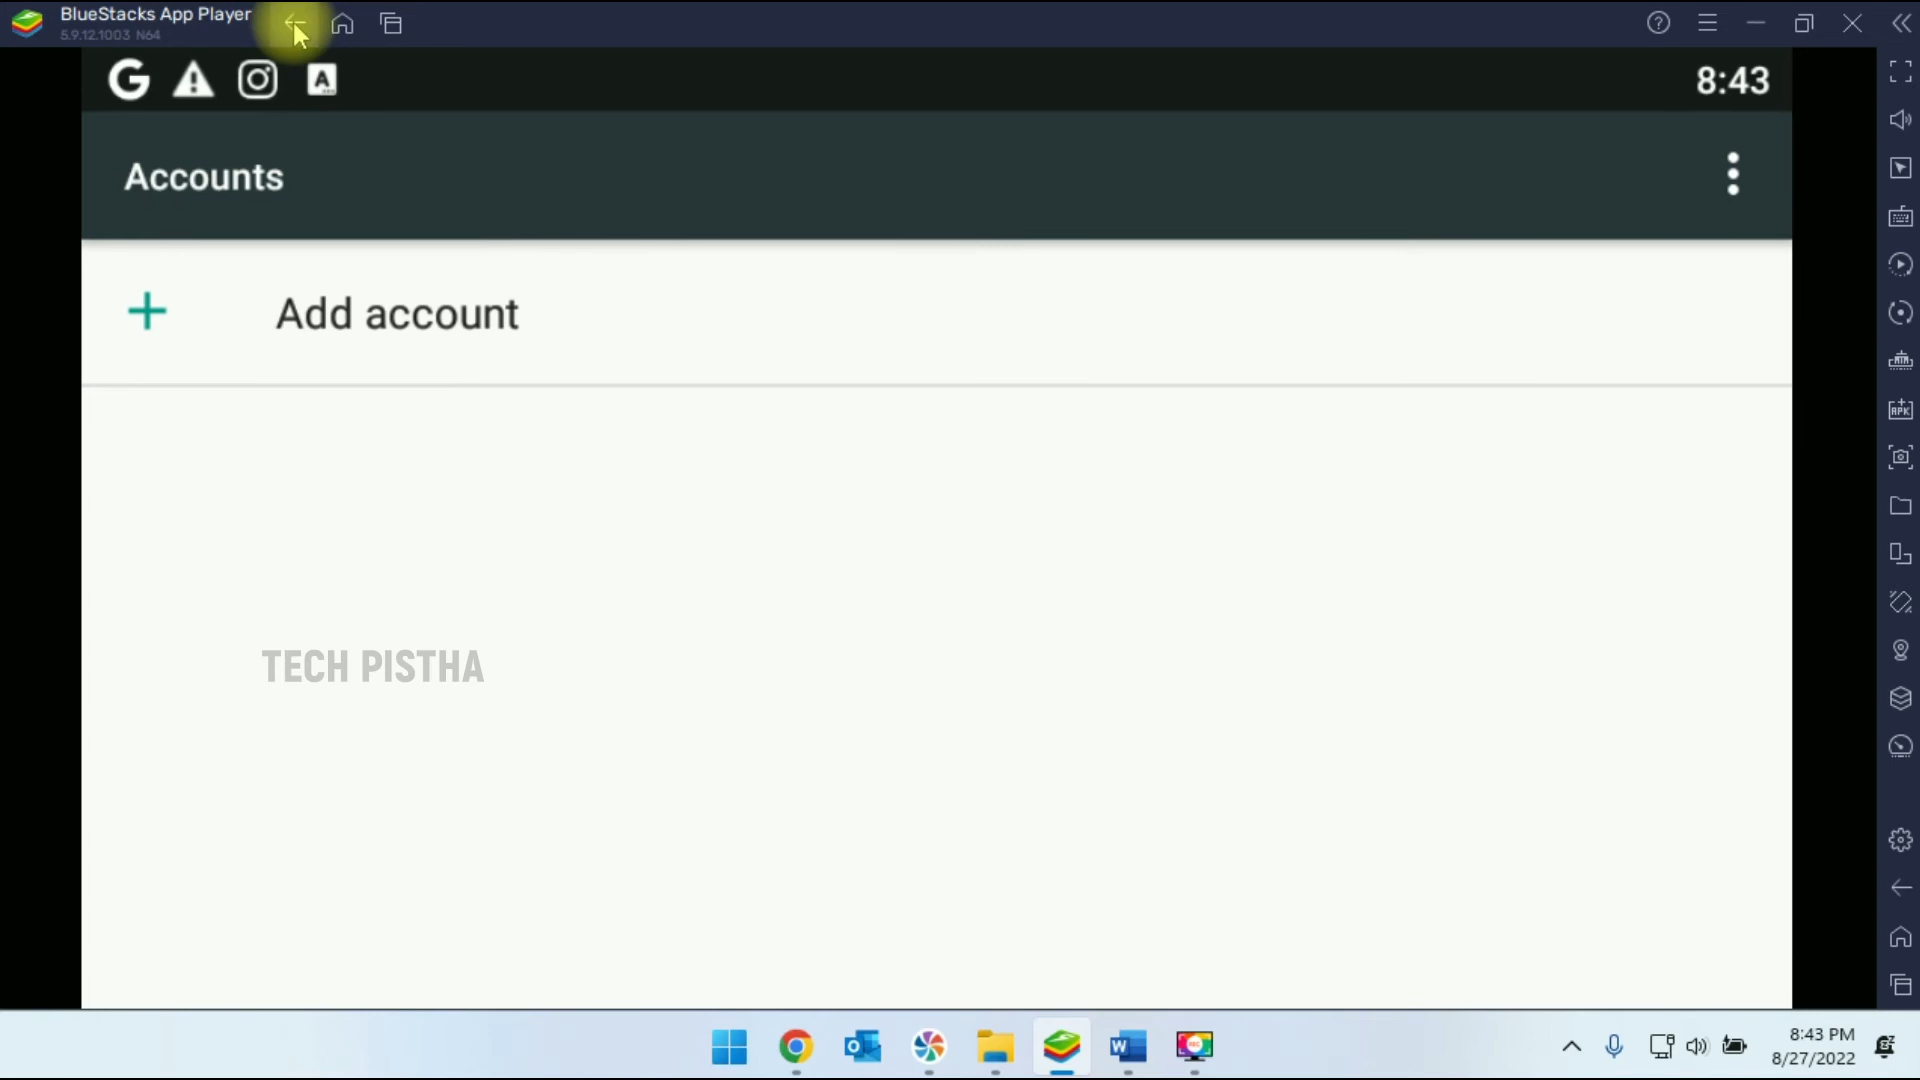 BlueStacks App Player
5.9.12.1003 N64
8:43
Accounts
Add account
TECH PISTHA
8:43 PM
8/27/2022